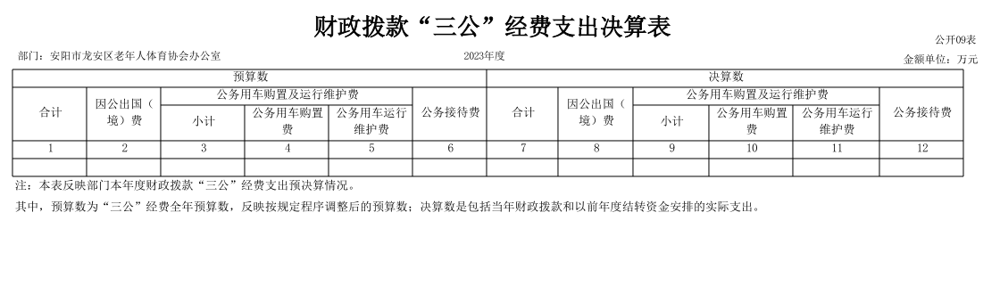 财政拨款“三公”经费支出决算表
公开09表
部门：安阳市龙安区老年人体育协会办公室 2023年度 金额单位：万元
预算数 决算数
合计 因公出国（境）费 公务用车购置及运行维护费 公务接待费 合计 因公出国（境）费 公务用车购置及运行维护费 公务接待费
小计 公务用车购置费 公务用车运行维护费 小计 公务用车购置费 公务用车运行维护费
1 2 3 4 5 6 7 8 9 10 11 12
注：本表反映部门本年度财政拨款“三公”经费支出预决算情况。
其中，预算数为“三公”经费全年预算数，反映按规定程序调整后的预算数；决算数是包括当年财政拨款和以前年度结转资金安排的实际支出。